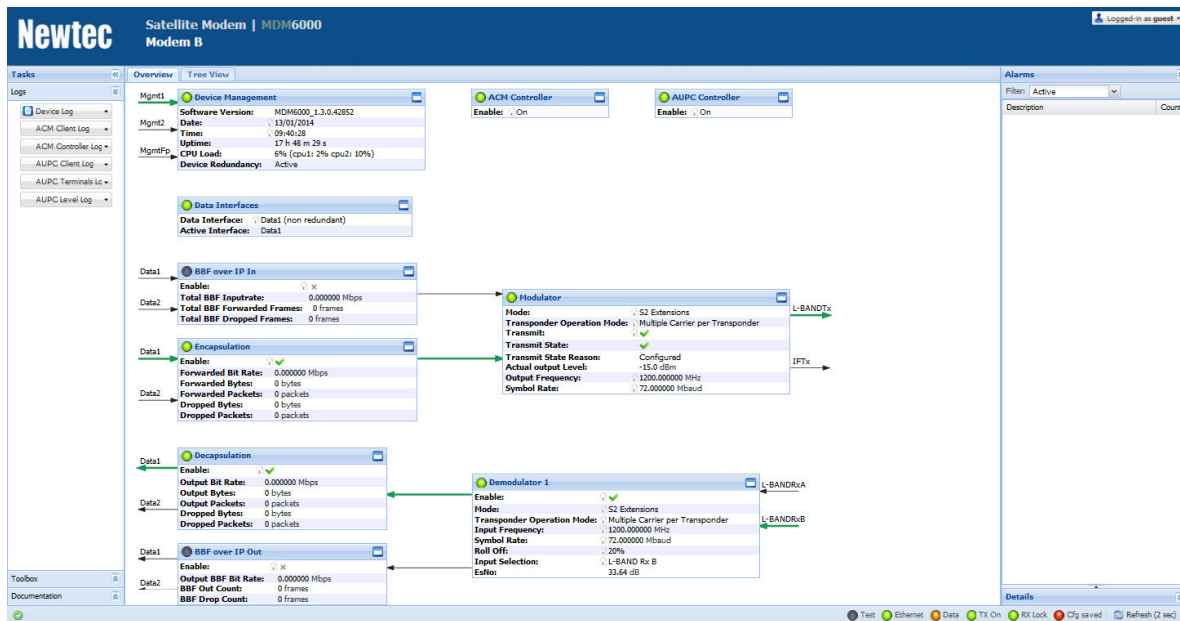 Newtec
Satellite Modem | MDM6000
Modem B
Logged-in as guest
Tasks
Logs
Device Log
ACM Client Log
ACM Controller Log
AUPC Client Log
AUPC Terminals Lo
AUPC Level Log
Toolbox
Documentation
Overview Tree View
Mgmt1
Mgmt2
MgmtFp
Device Management
Software Version: MDM6000_1.3.0.42852
Date: 13/01/2014
Time: 09:40:28
Uptime: 17 h 48 m 29 s
CPU Load: 6% (cpu1: 2% cpu2: 10%)
Device Redundancy: Active
ACM Controller
Enable: On
AUPC Controller
Enable: On
Data Interfaces
Data Interface: Data1 (non redundant)
Active Interface: Data1
Data1
Data2
BBF over IP In
Enable:
Total BBF Inputrate: 0.000000 Mbps
Total BBF Forwarded Frames: 0 frames
Total BBF Dropped Frames: 0 frames
Data1
Data2
Encapsulation
Enable:
Forwarded Bit Rate: 0.000000 Mbps
Forwarded Bytes: 0 bytes
Forwarded Packets: 0 packets
Dropped Bytes: 0 bytes
Dropped Packets: 0 packets
Modulator
Mode: S2 Extensions
Transponder Operation Mode: Multiple Carrier per Transponder
Transmit:
Transmit State:
Transmit State Reason: Configured
Actual output Level: -15.0 dBm
Output Frequency: 1200.000000 MHz
Symbol Rate: 72.000000 Mbaud
L-BANDTx
IFTx
Data1
Data2
Decapsulation
Enable:
Output Bit Rate: 0.000000 Mbps
Output Bytes: 0 bytes
Output Packets: 0 packets
Dropped Bytes: 0 bytes
Dropped Packets: 0 packets
Demodulator 1
Enable:
Mode: S2 Extensions
Transponder Operation Mode: Multiple Carrier per Transponder
Input Frequency: 1200.000000 MHz
Symbol Rate: 72.000000 Mbaud
Roll Off: 20%
Input Selection: L-BAND Rx B
EsNo: 33.64 dB
L-BANDRxA
L-BANDRxB
Data1
Data2
BBF over IP Out
Enable:
Output BBF Bit Rate: 0.000000 Mbps
BBF Out Count: 0 frames
BBF Drop Count: 0 frames
Alarms
Filter: Active
Description Count
Details
Test Ethernet Data TX On RX Lock Cfg saved Refresh (2 sec)